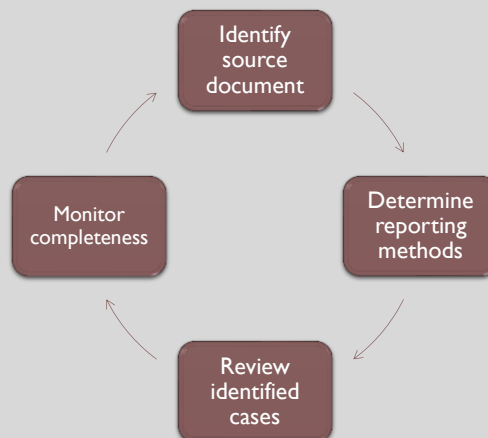 Identify
source
document
Determine
reporting
methods
Review
identified
cases
Monitor
completeness